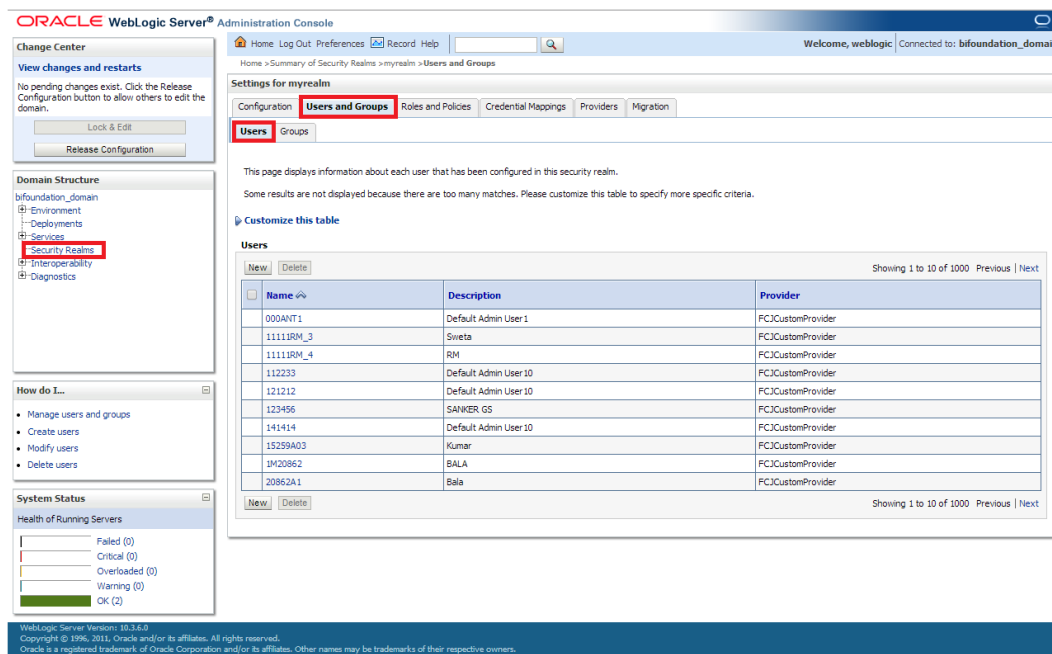 ORACLE WebLogic Server® Administration Console
Change Center
View changes and restarts
No pending changes exist. Click the Release
Configuration button to allow others to edit the
domain.
Lock & Edit
Release Configuration
Domain Structure
bifoundation_domain
Environment
Deployments
Services
Security Realms
Interoperability
Diagnostics
How do I...
Manage users and groups
Create users
Modify users
Delete users
System Status
Health of Running Servers
Failed (0)
Critical (0)
Overloaded (0)
Warning (0)
OK (2)
Home Log Out Preferences Record Help
Welcome, weblogic Connected to: bifoundation_domai
Home >Summary of Security Realms >myrealm >Users and Groups
Settings for myrealm
Configuration Users and Groups Roles and Policies Credential Mappings Providers Migration
Users Groups
This page displays information about each user that has been configured in this security realm.
Some results are not displayed because there are too many matches. Please customize this table to specify more specific criteria.
Customize this table
Users
New Delete Showing 1 to 10 of 1000 Previous | Next
Name Description Provider
000ANT1 Default Admin User1 FCJCustomProvider
11111RM_3 Sweta FCJCustomProvider
11111RM_4 RM FCJCustomProvider
112233 Default Admin User10 FCJCustomProvider
121212 Default Admin User10 FCJCustomProvider
123456 SANKER GS FCJCustomProvider
141414 Default Admin User10 FCJCustomProvider
15259A03 Kumar FCJCustomProvider
1M20862 BALA FCJCustomProvider
20862A1 Bala FCJCustomProvider
New Delete Showing 1 to 10 of 1000 Previous | Next
WebLogic Server Version: 10.3.6.0
Copyright © 1996, 2011, Oracle and/or its affiliates. All rights reserved.
Oracle is a registered trademark of Oracle Corporation and/or its affiliates. Other names may be trademarks of their respective owners.